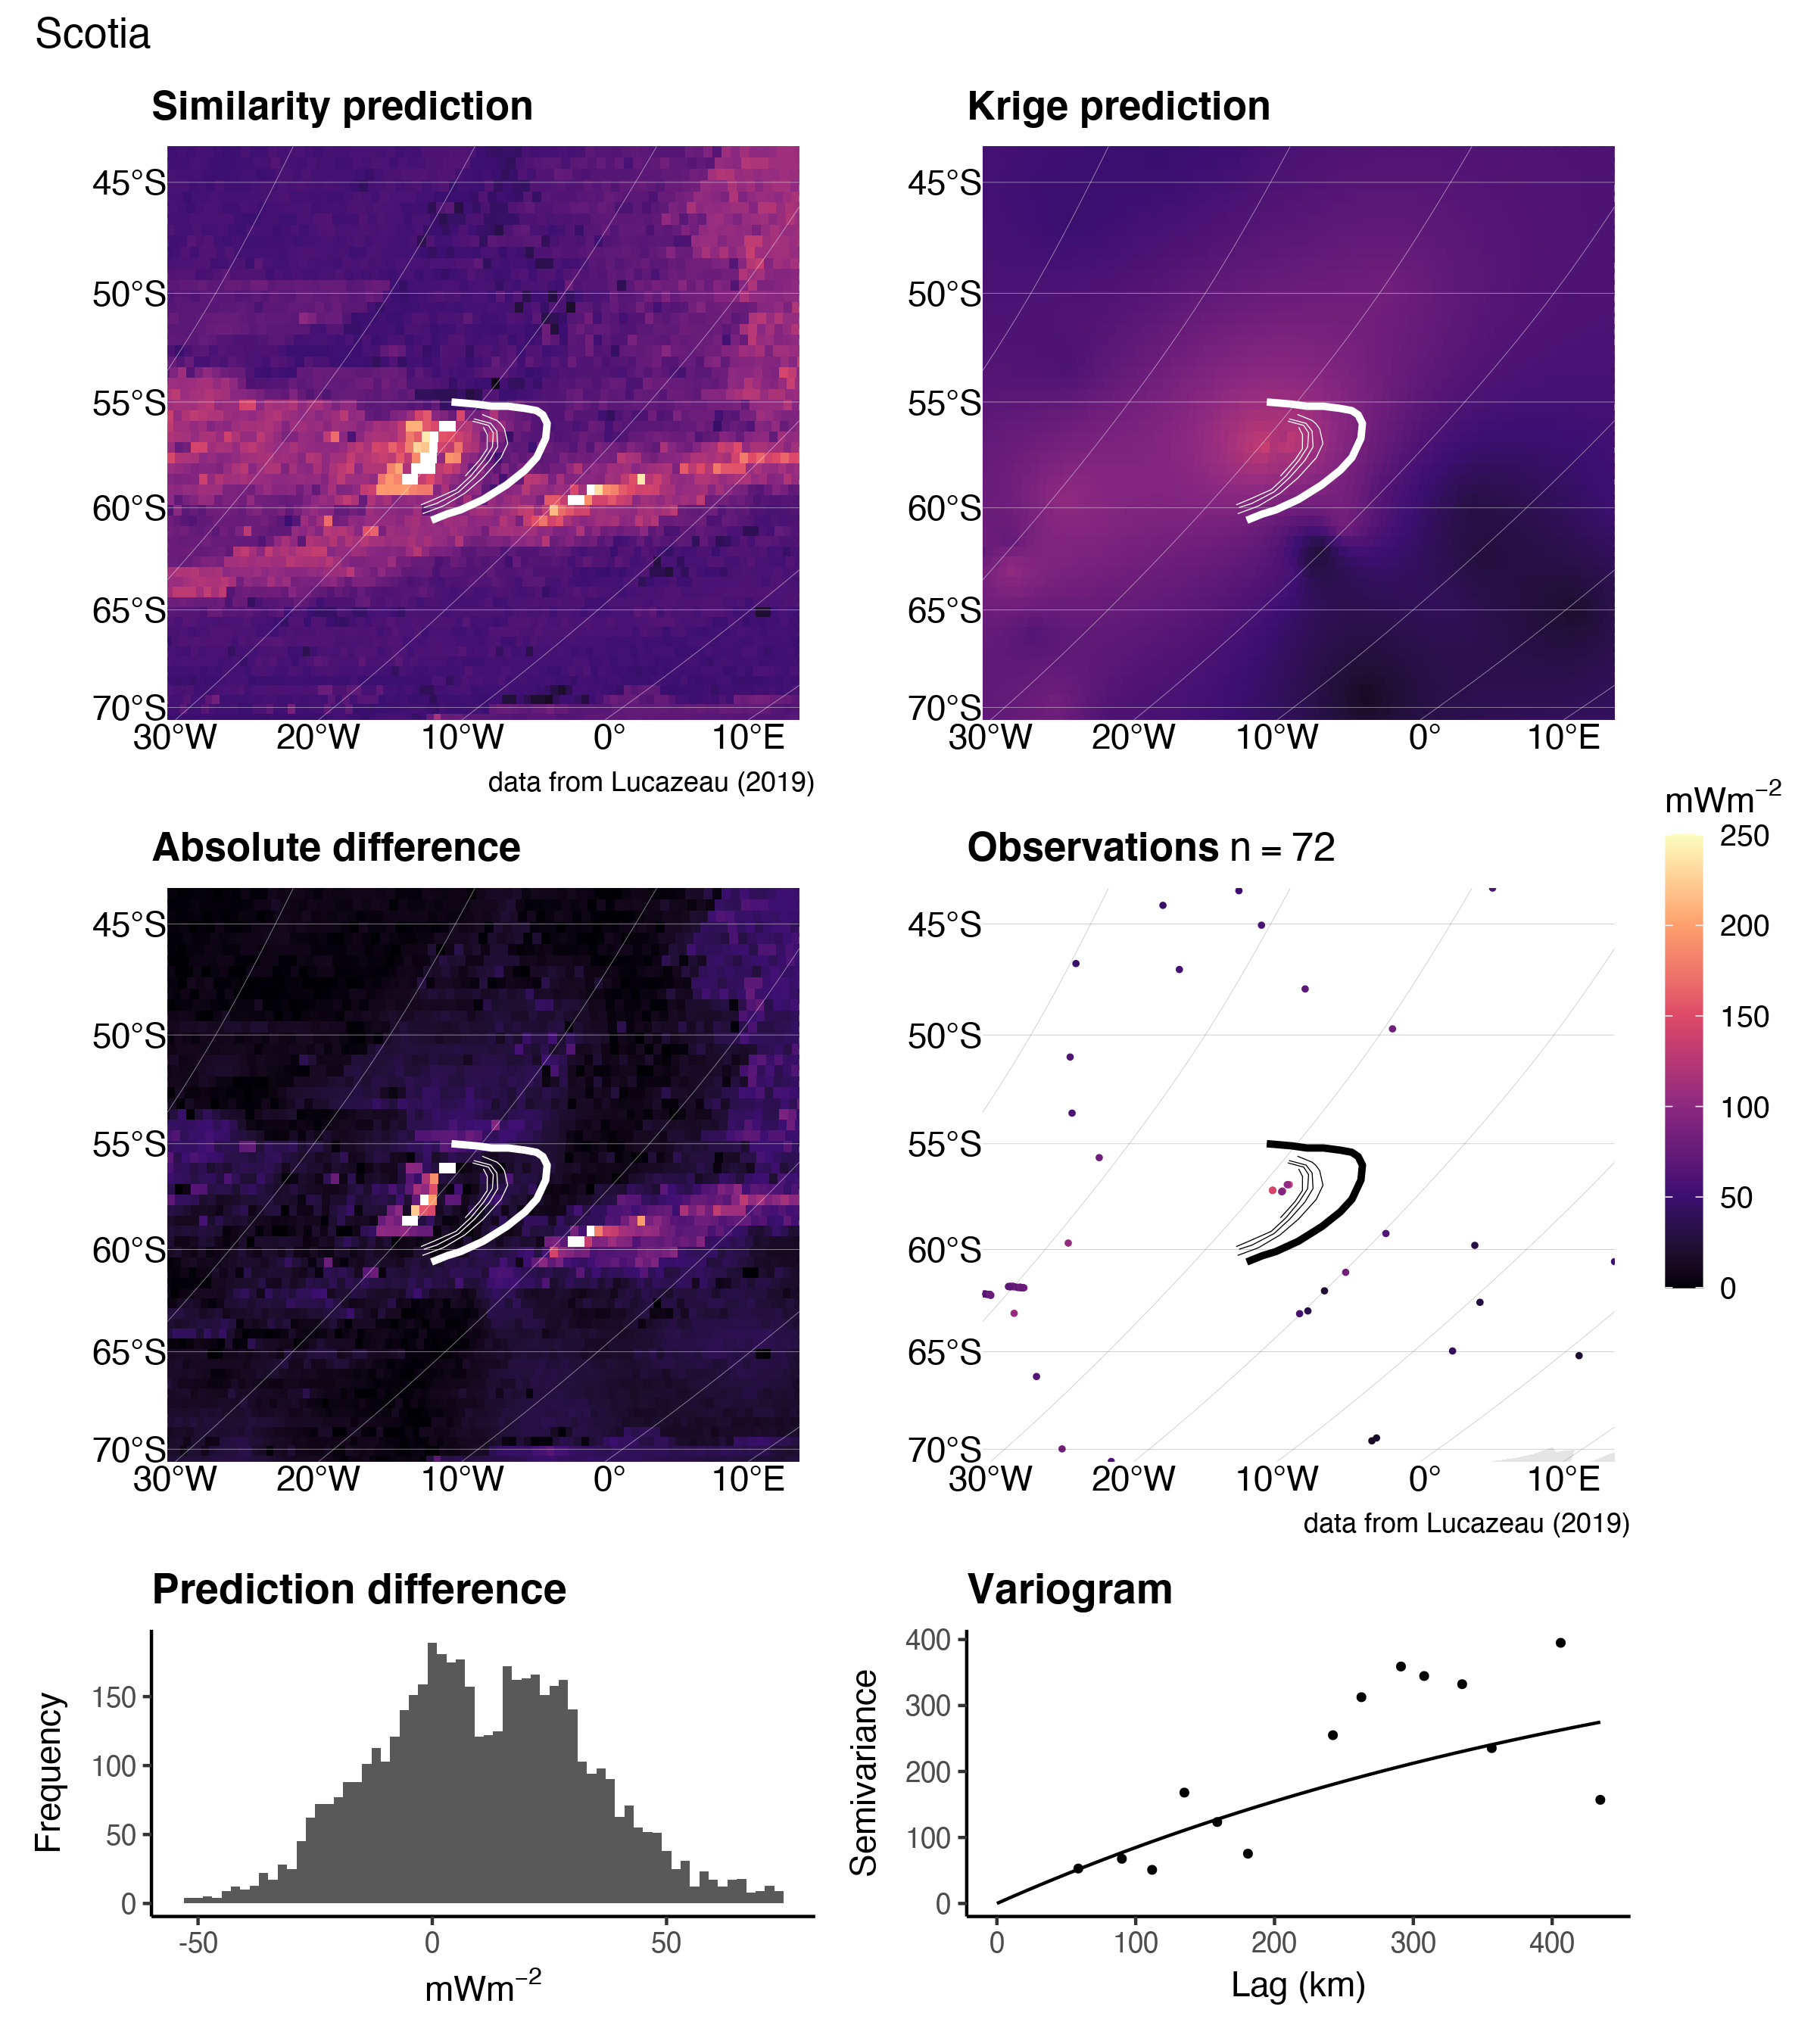 Scotia
Similarity prediction
Krige prediction
45°S
50°S
55°S
60°S
65°S
70°S
30°W 20°W 10°W 0° 10°E
45°S
50°S
55°S
60°S
65°S
70°S
30°W 20°W 10°W 0° 10°E
data from Lucazeau (2019)
mWm⁻²
250
200
150
100
50
0
Absolute difference
Observations n = 72
45°S
50°S
55°S
60°S
65°S
70°S
30°W 20°W 10°W 0° 10°E
45°S
50°S
55°S
60°S
65°S
70°S
30°W 20°W 10°W 0° 10°E
data from Lucazeau (2019)
Prediction difference
Frequency
150
100
50
0
-50 0 50
mWm⁻²
Variogram
Semivariance
400
300
200
100
0
0 100 200 300 400
Lag (km)